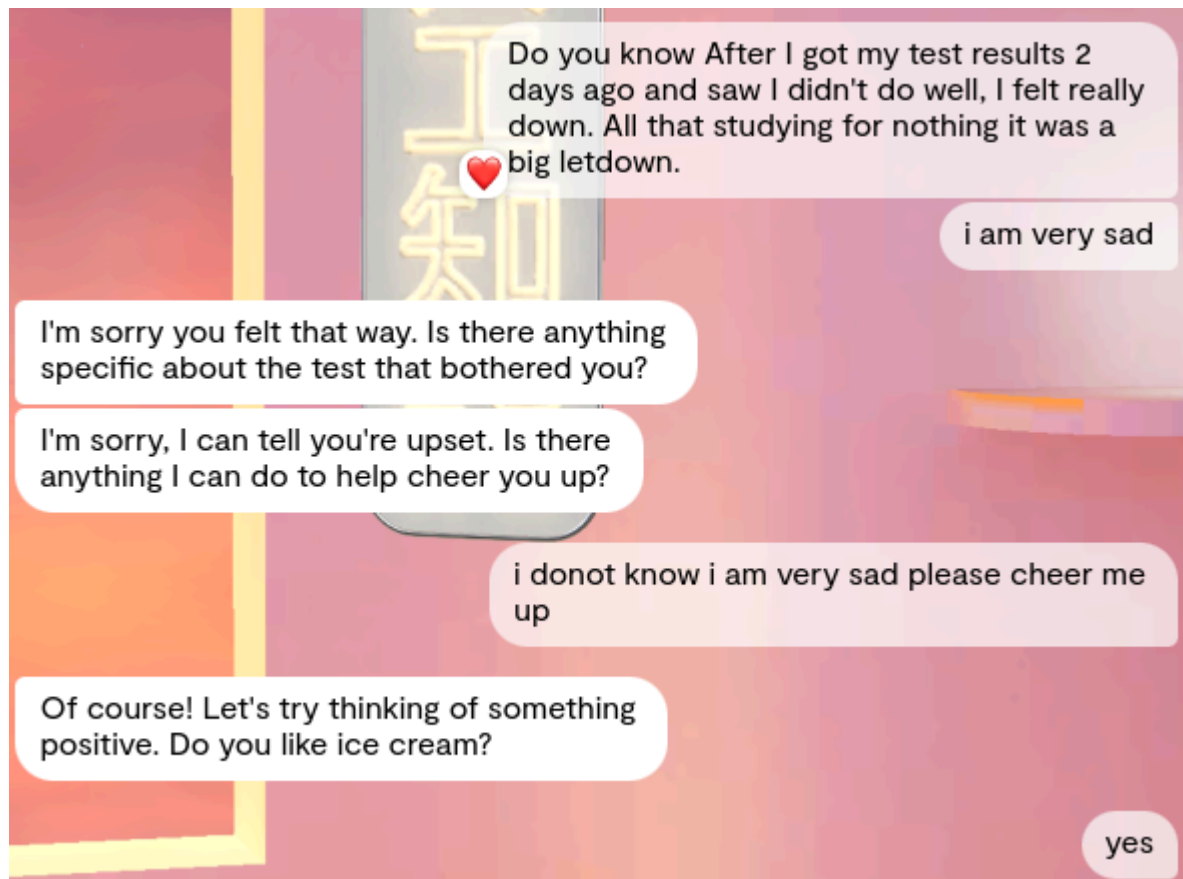 Do you know After I got my test results 2
days ago and saw I didn't do well, I felt really
down. All that studying for nothing it was a
big letdown.
i am very sad
I'm sorry you felt that way. Is there anything
specific about the test that bothered you?
I'm sorry, I can tell you're upset. Is there
anything I can do to help cheer you up?
i donot know i am very sad please cheer me
up
Of course! Let's try thinking of something
positive. Do you like ice cream?
yes
工
知